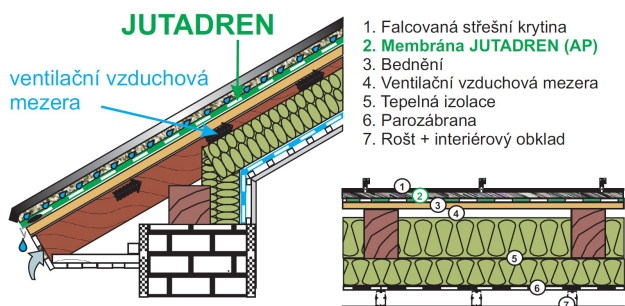 JUTADREN
ventilační vzduchová
mezera
1. Falcovaná střešní krytina
2. Membrána JUTADREN (AP)
3. Bednění
4. Ventilační vzduchová mezera
5. Tepelná izolace
6. Parozábrana
7. Rošt + interiérový obklad
1
2
3
4
5
6
7